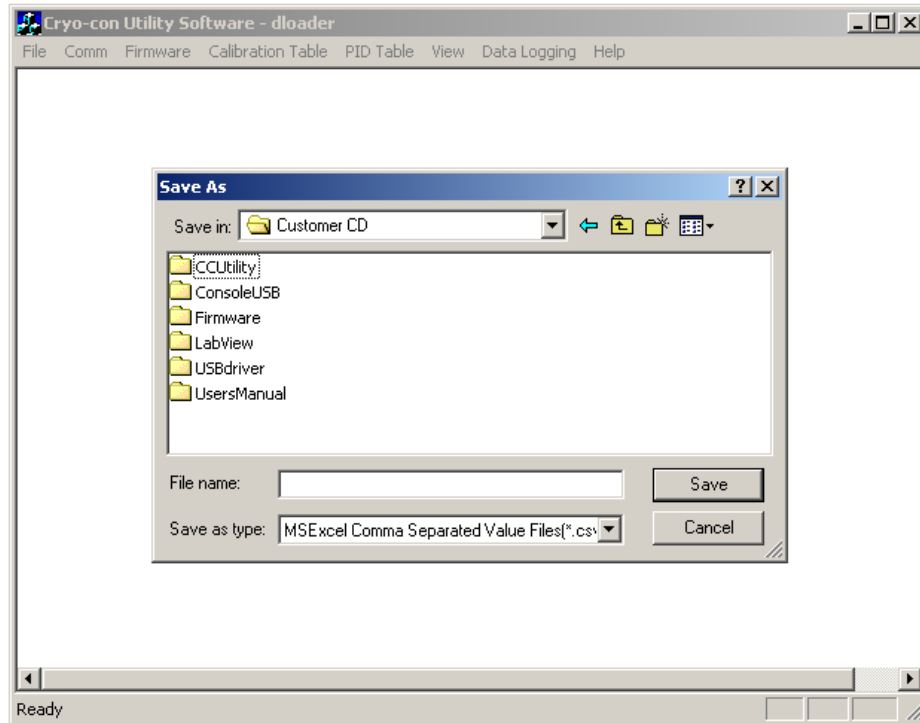 Cryo-con Utility Software - dloader
File Comm Firmware Calibration Table PID Table View Data Logging Help
Save As
Save in: Customer CD
CCUtility
ConsoleUSB
Firmware
LabView
USBdriver
UsersManual
File name:
Save
Save as type: MSExcel Comma Separated Value Files(*.csv
Cancel
Ready